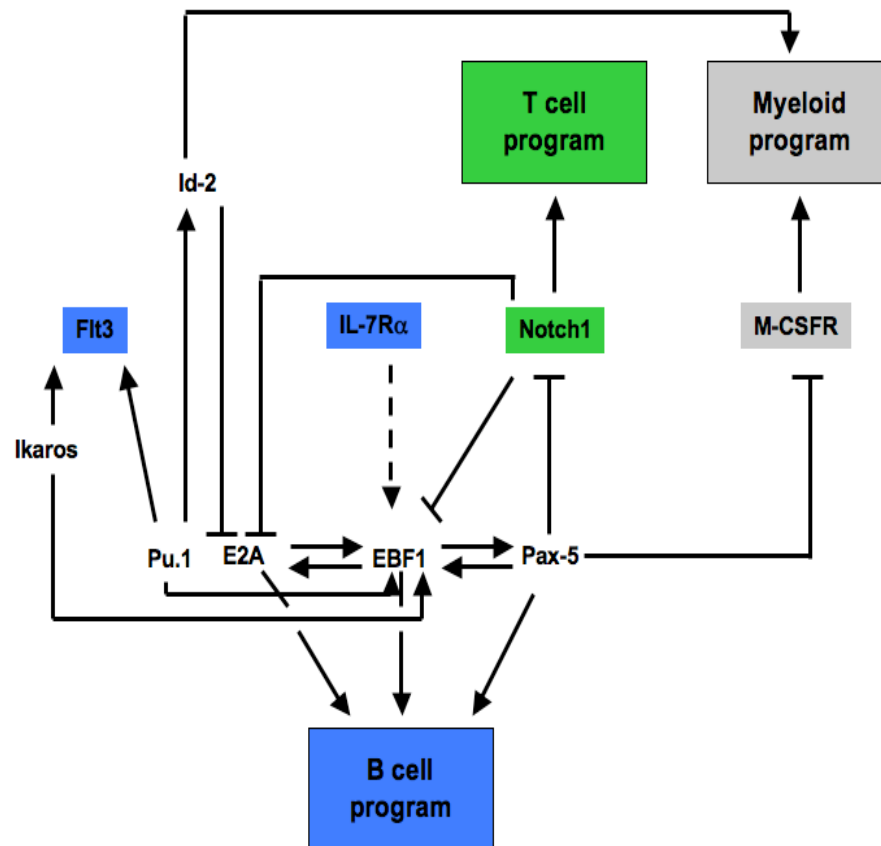 T cell
program
Myeloid
program
Id-2
Flt3
IL-7Rα
Notch1
M-CSFR
Ikaros
Pu.1
E2A
EBF1
Pax-5
B cell
program